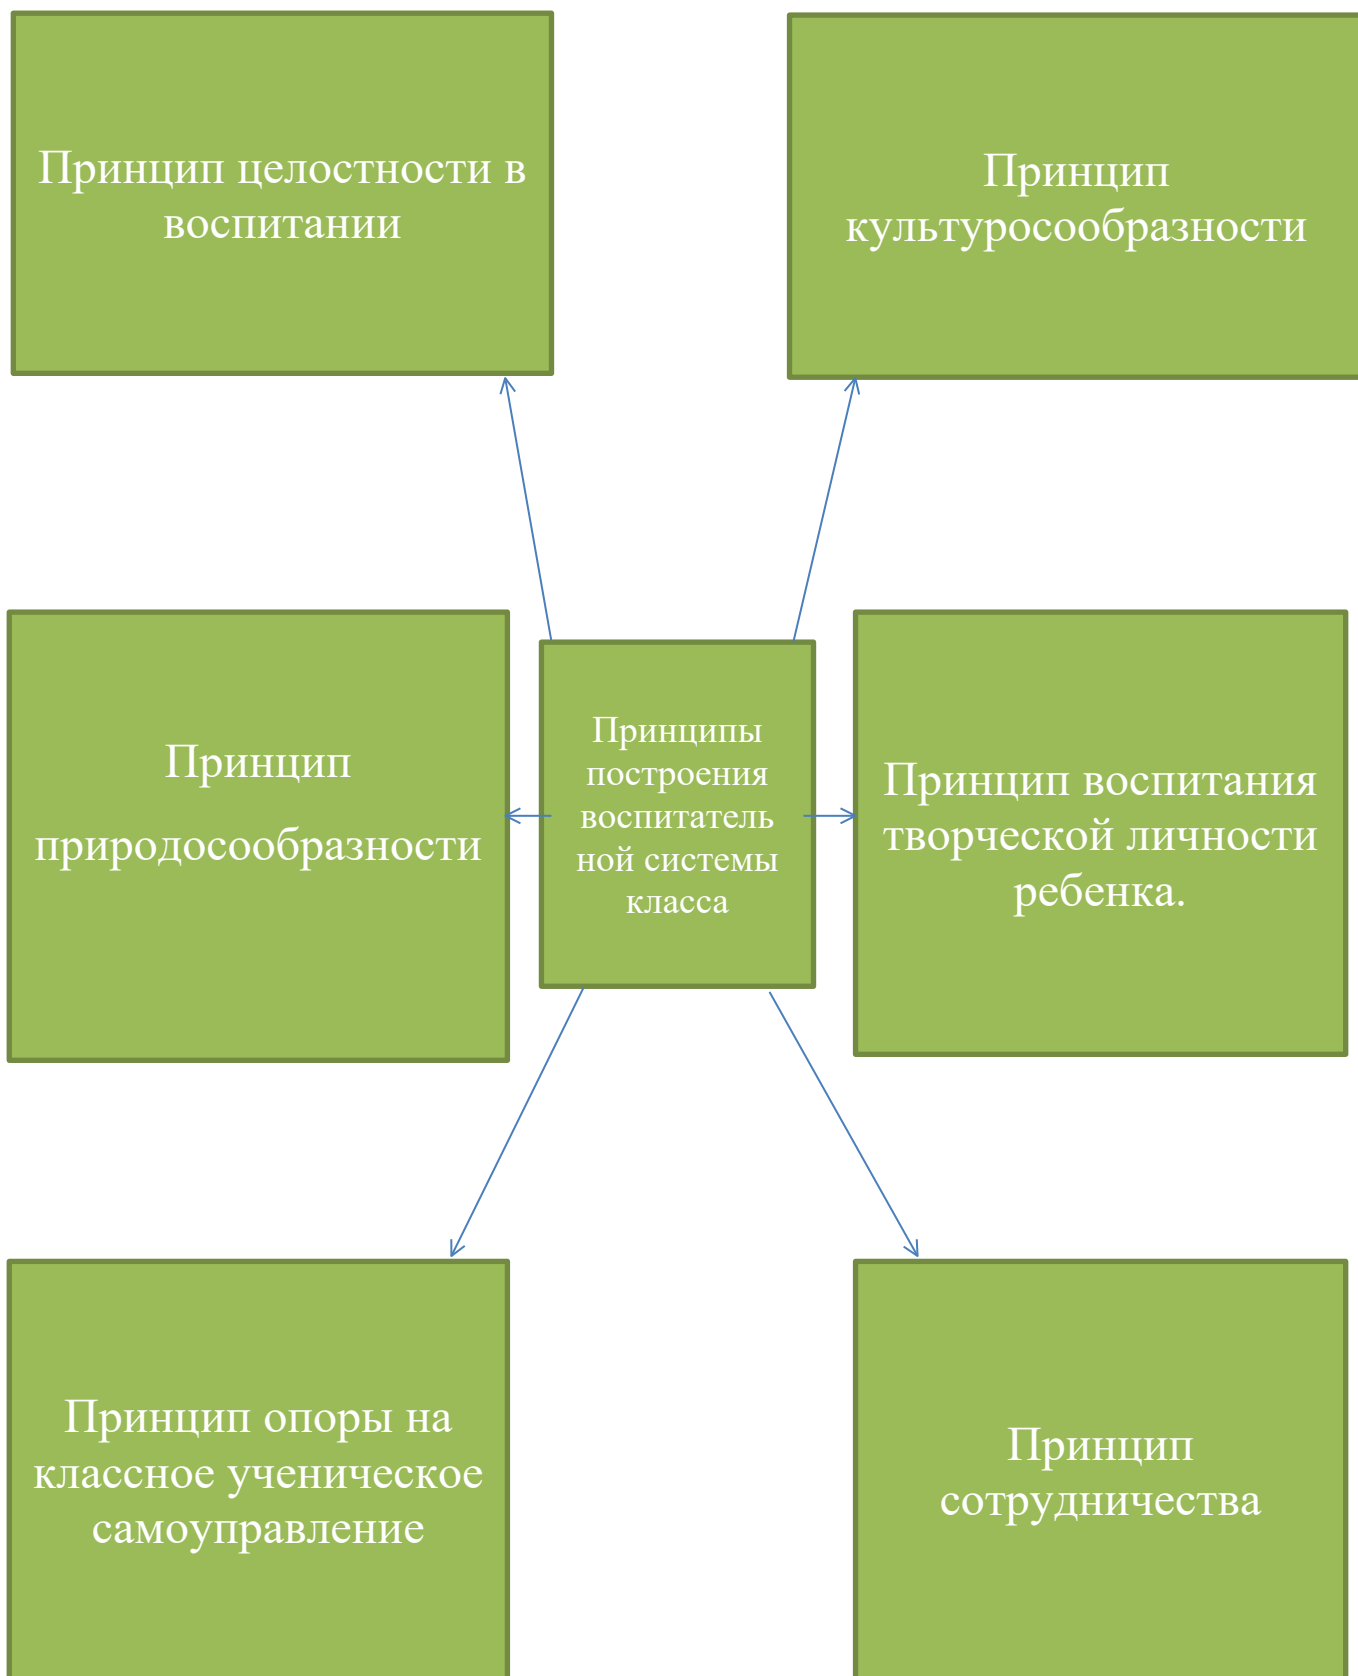 Принцип целостности в
воспитании
Принцип
культуросообразности
Принцип
природосообразности
Принципы
построения
воспитатель
ной системы
класса
Принцип воспитания
творческой личности
ребенка.
Принцип опоры на
классное ученическое
самоуправление
Принцип
сотрудничества